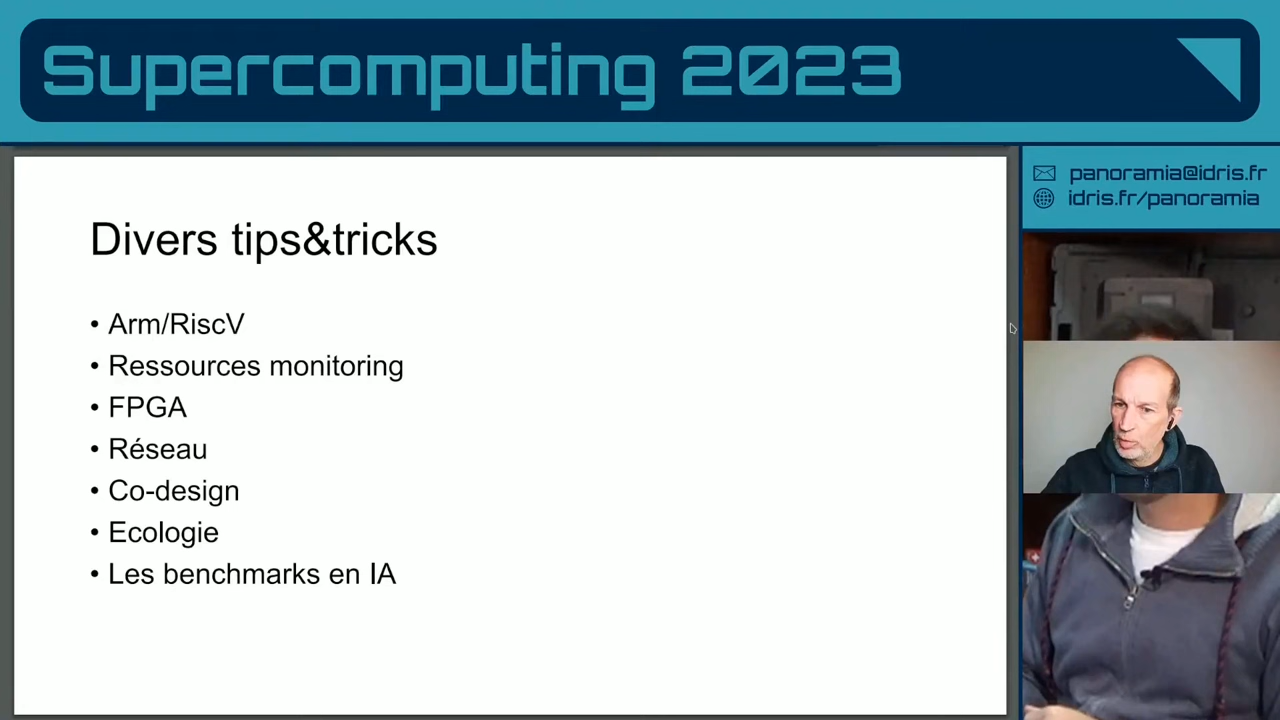 Supercomputing 2023
panoramia@idris.fr
idris.fr/panoramia
Divers tips&tricks
• Arm/RiscV
• Ressources monitoring
• FPGA
• Réseau
• Co-design
• Ecologie
• Les benchmarks en IA